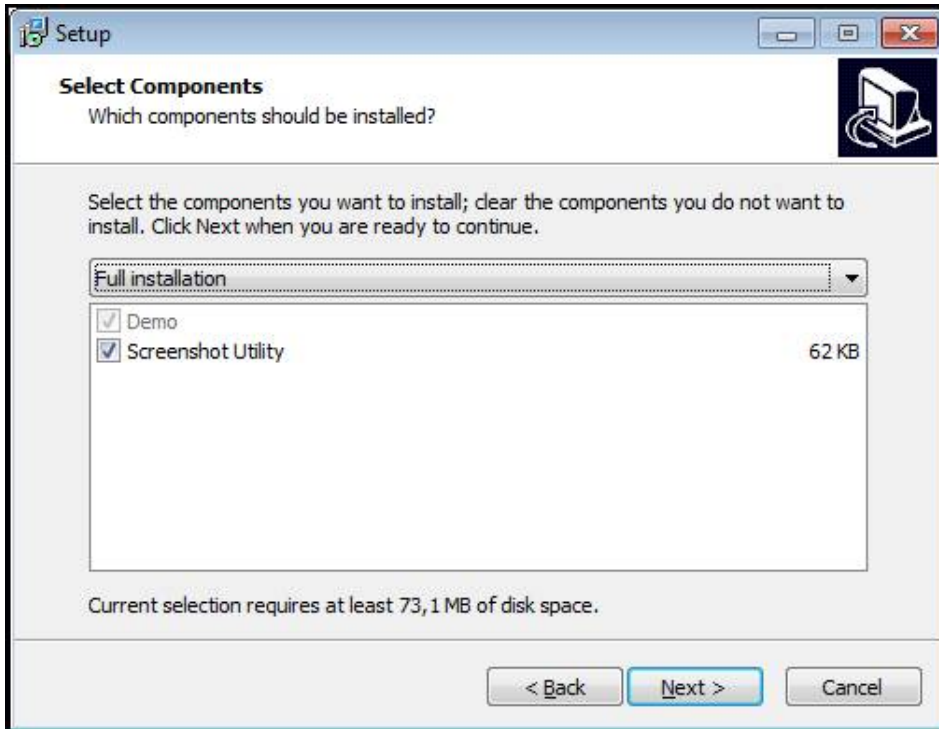 Setup
Select Components
Which components should be installed?
Select the components you want to install; clear the components you do not want to
install. Click Next when you are ready to continue.
Full installation
Demo
Screenshot Utility 62 KB
Current selection requires at least 73,1 MB of disk space.
< Back Next > Cancel